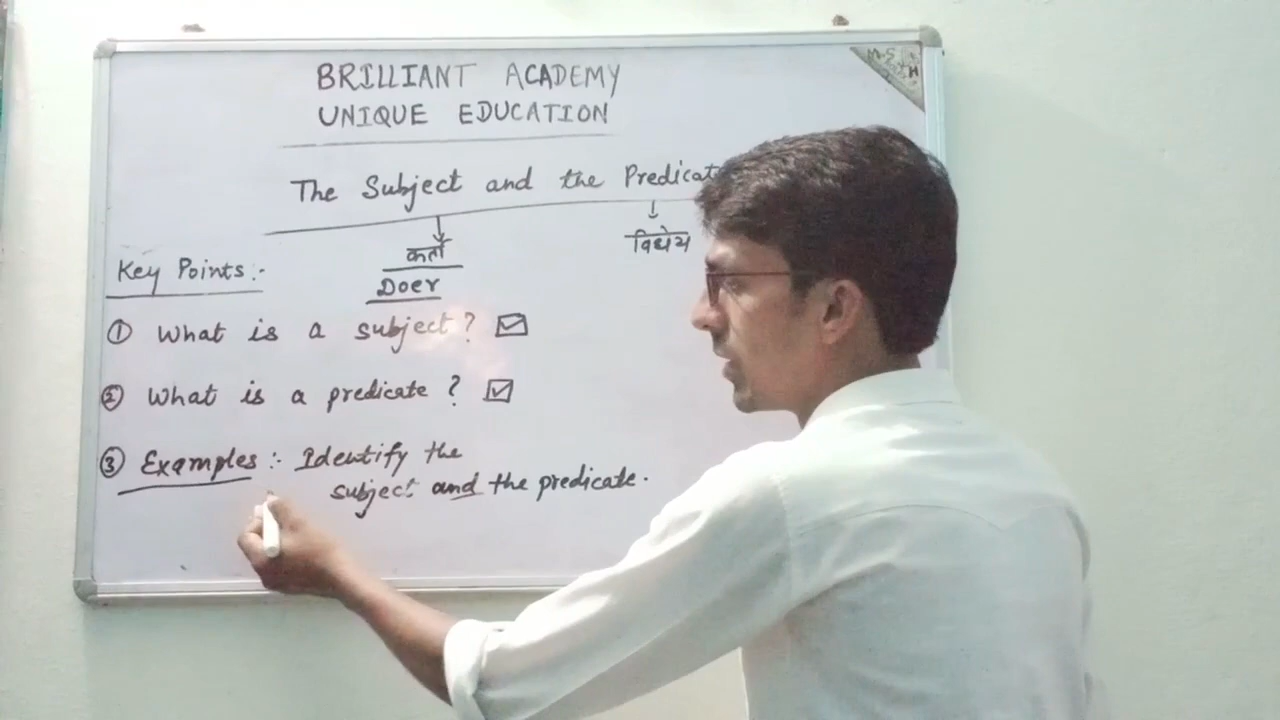 BRILLIANT ACADEMY
UNIQUE EDUCATION
The Subject and the Predicat
कर्ता
विधेय
Doer
Key Points:-
① What is a subject?
② What is a predicate?
③ Examples :- Identify the
subject and the predicate.